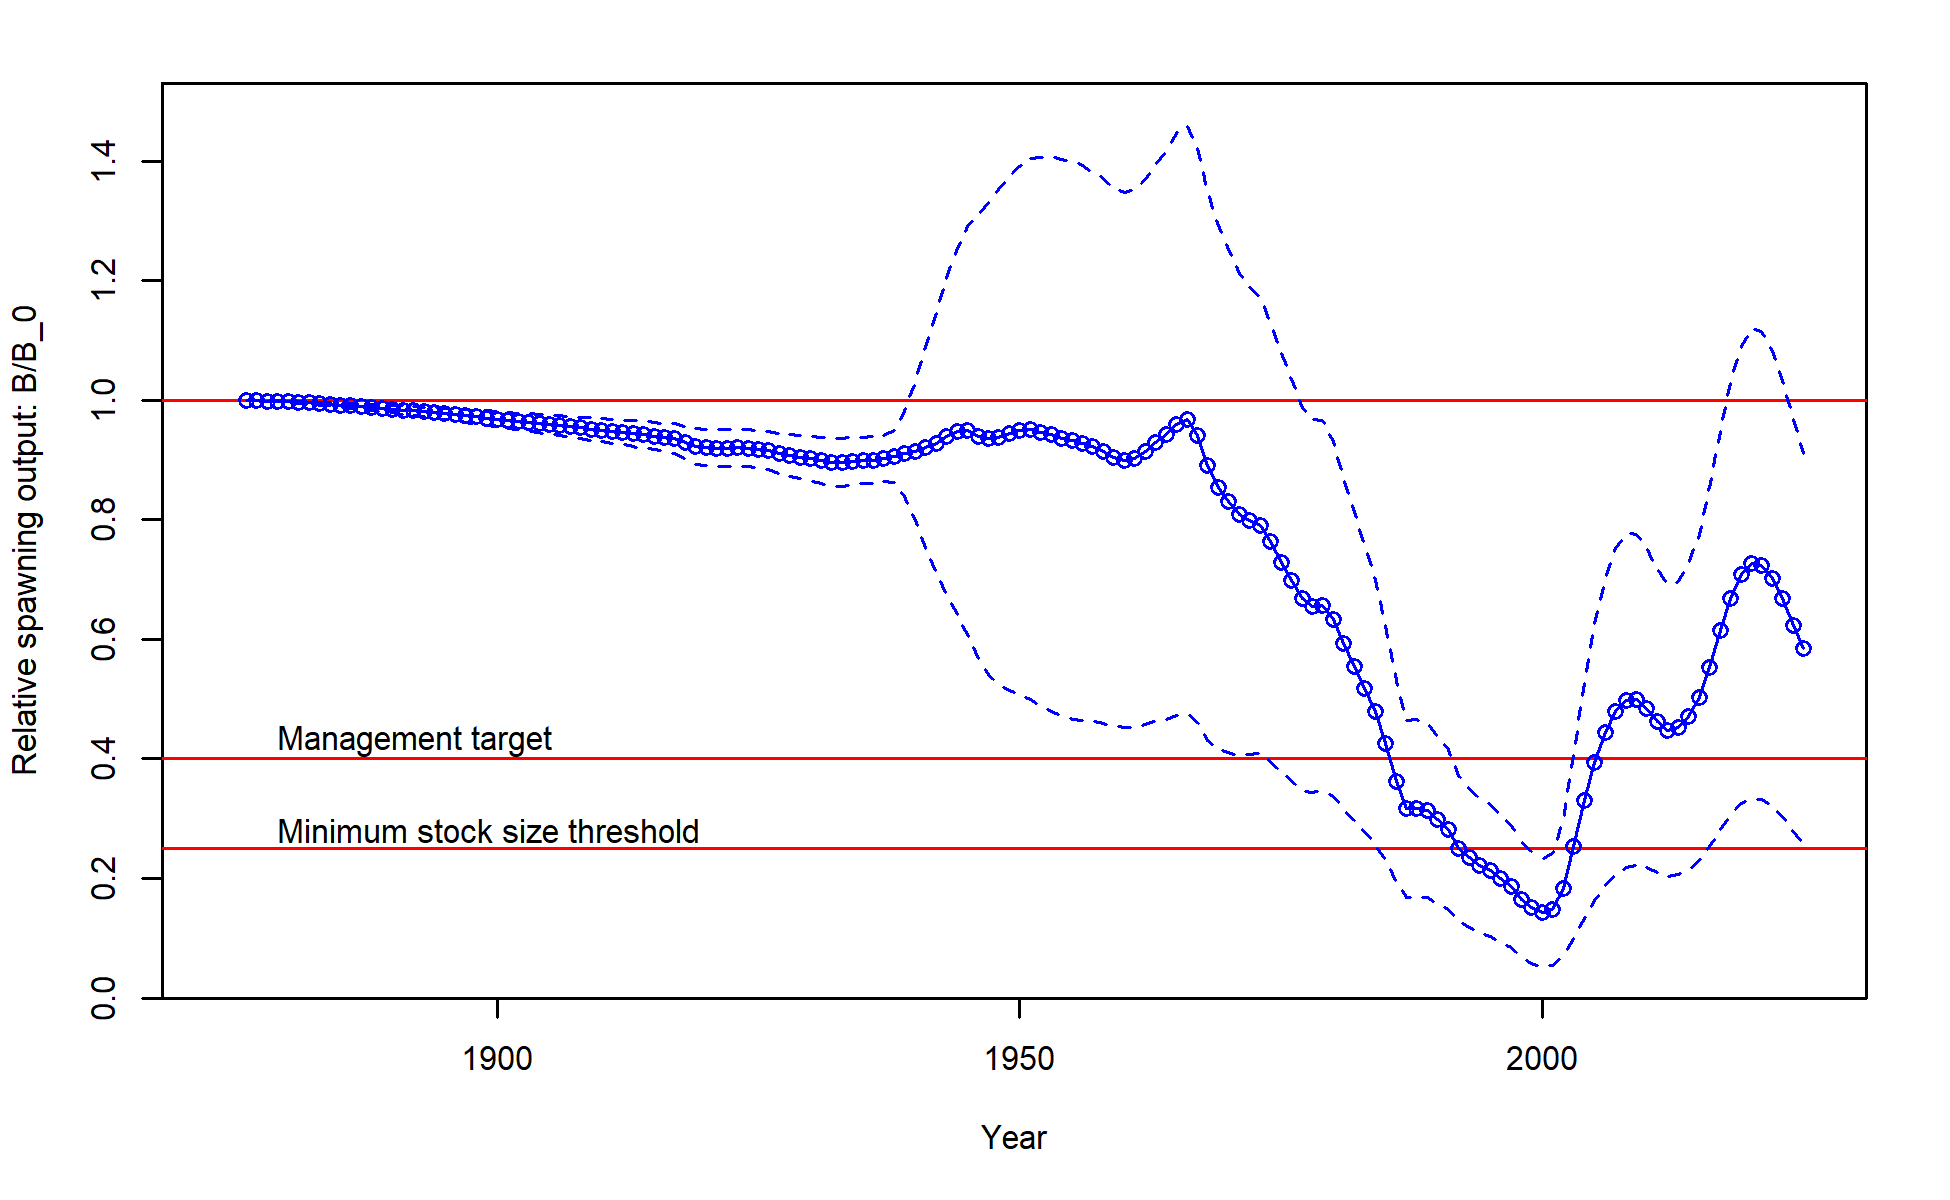 Relative spawning output: B/B_0
1.4
1.2
1.0
0.8
0.6
0.4
0.2
0.0
Management target
Minimum stock size threshold
1900
1950
2000
Year